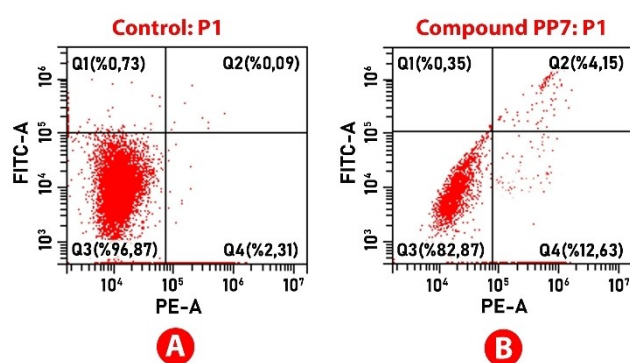 Control: P1
Q1(%0,73)
Q2(%0,09)
10⁶
10⁵
10⁴
10³
FITC-A
Q3(%96,87)
Q4(%2,31)
10⁴ 10⁵ 10⁶ 10⁷
PE-A
A
Compound PP7: P1
Q1(%0,35)
Q2(%4,15)
10⁶
10⁵
10⁴
10³
FITC-A
Q3(%82,87)
Q4(%12,63)
10⁴ 10⁵ 10⁶ 10⁷
PE-A
B